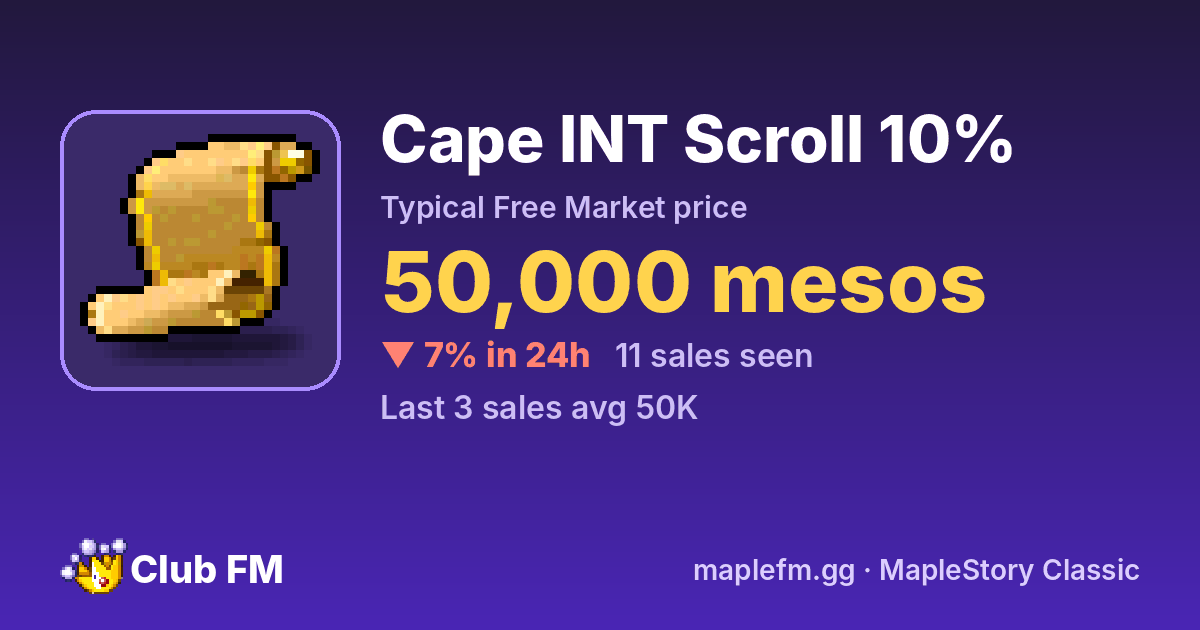 Cape INT Scroll 10%
Typical Free Market price
50,000 mesos
▼ 7% in 24h 11 sales seen
Last 3 sales avg 50K
Club FM
maplefm.gg · MapleStory Classic